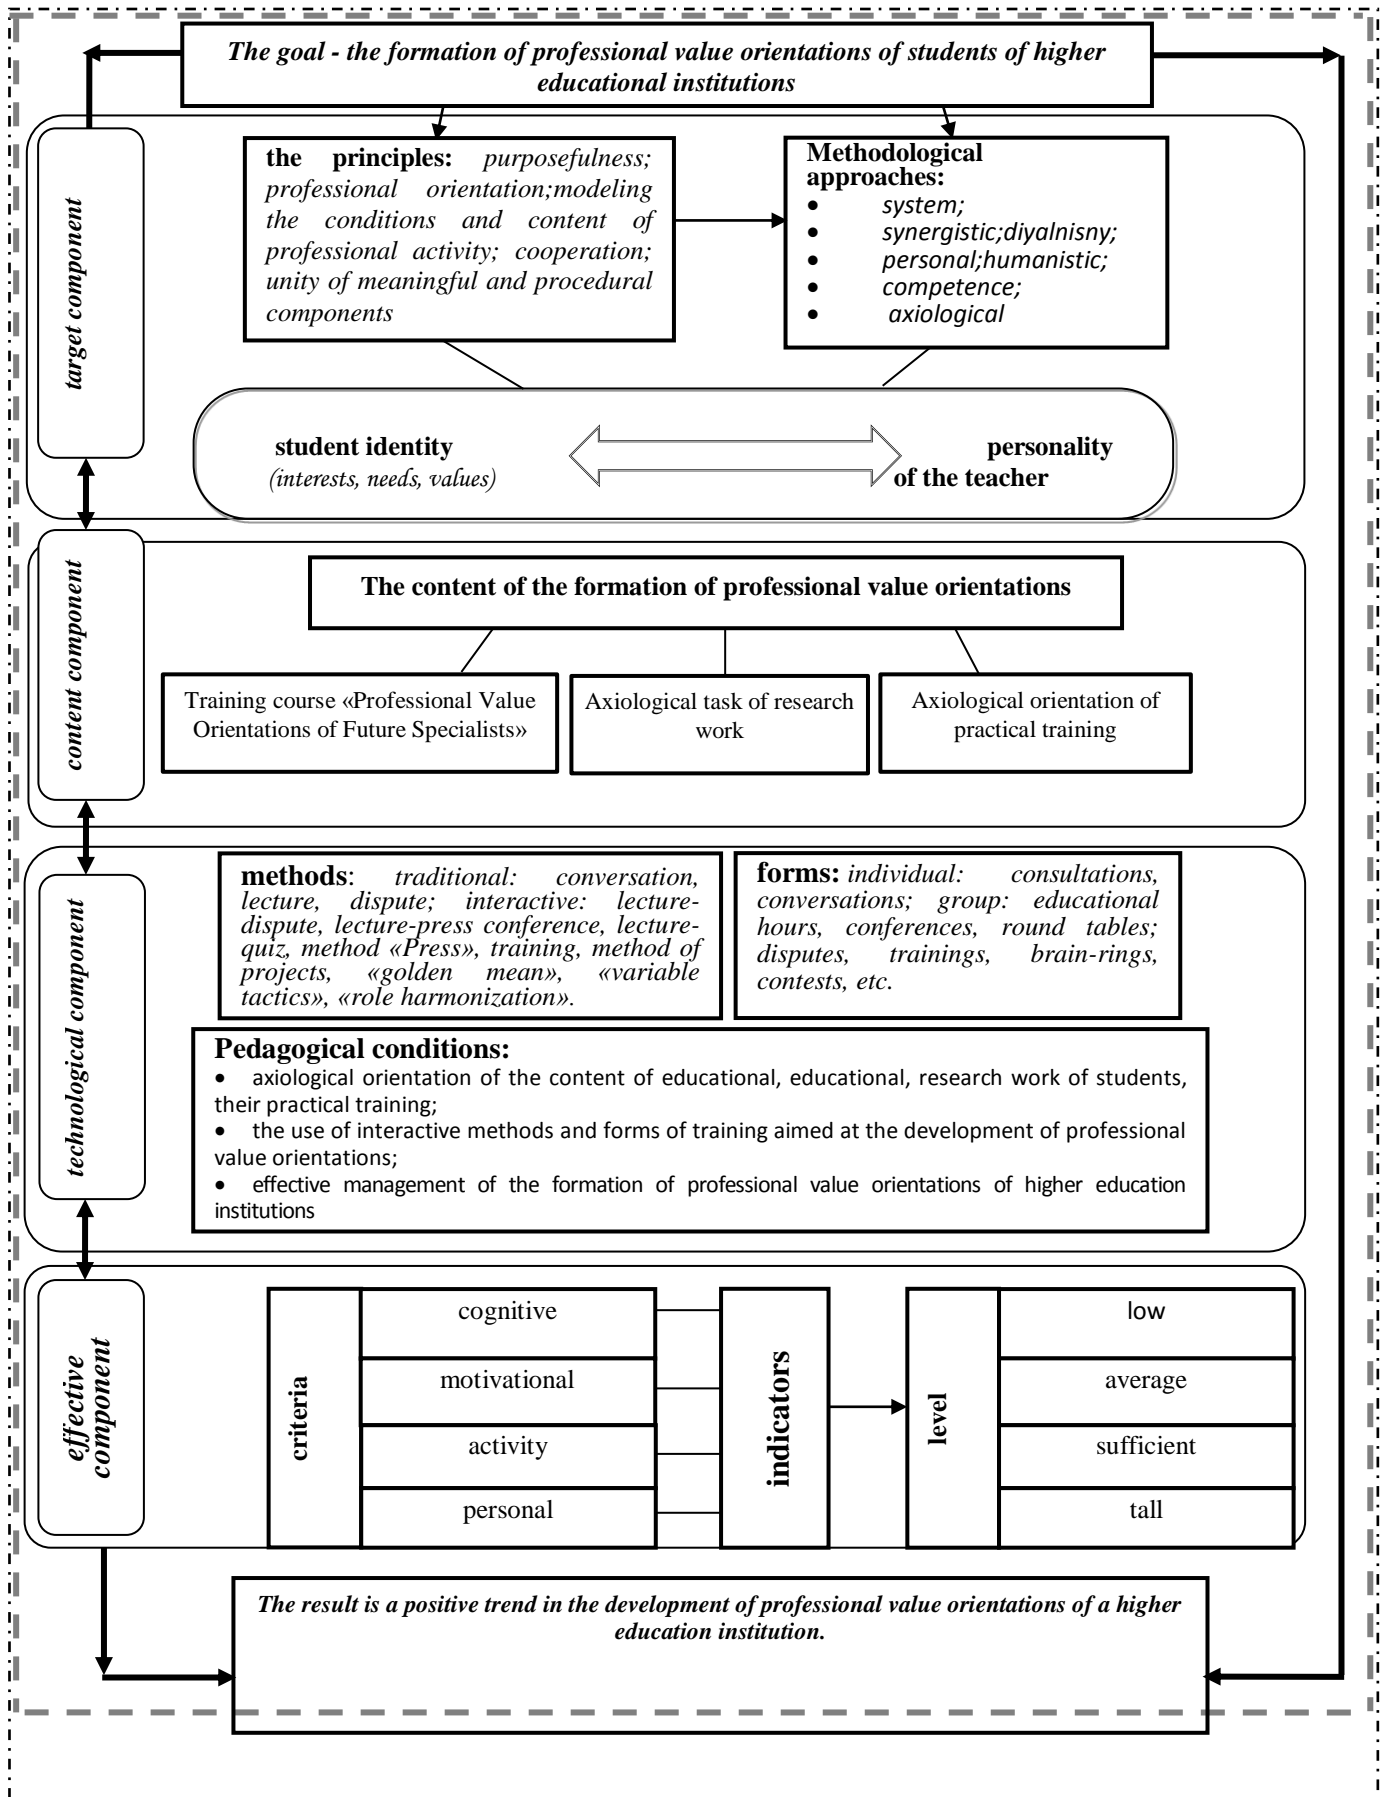 The goal - the formation of professional value orientations of students of higher
educational institutions
target component
the principles: purposefulness;
professional orientation;modeling
the conditions and content of
professional activity; cooperation;
unity of meaningful and procedural
components
Methodological
approaches:
• system;
• synergistic;diyalnisny;
• personal;humanistic;
• competence;
• axiological
student identity
(interests, needs, values)
personality
of the teacher
content component
The content of the formation of professional value orientations
Training course «Professional Value
Orientations of Future Specialists»
Axiological task of research
work
Axiological orientation of
practical training
technological component
methods: traditional: conversation,
lecture, dispute; interactive: lecture-
dispute, lecture-press conference, lecture-
quiz, method «Press», training, method of
projects, «golden mean», «variable
tactics», «role harmonization».
forms: individual: consultations,
conversations; group: educational
hours, conferences, round tables;
disputes, trainings, brain-rings,
contests, etc.
Pedagogical conditions:
• axiological orientation of the content of educational, educational, research work of students,
their practical training;
• the use of interactive methods and forms of training aimed at the development of professional
value orientations;
• effective management of the formation of professional value orientations of higher education
institutions
effective
component
criteria
cognitive
motivational
activity
personal
indicators
level
low
average
sufficient
tall
The result is a positive trend in the development of professional value orientations of a higher
education institution.